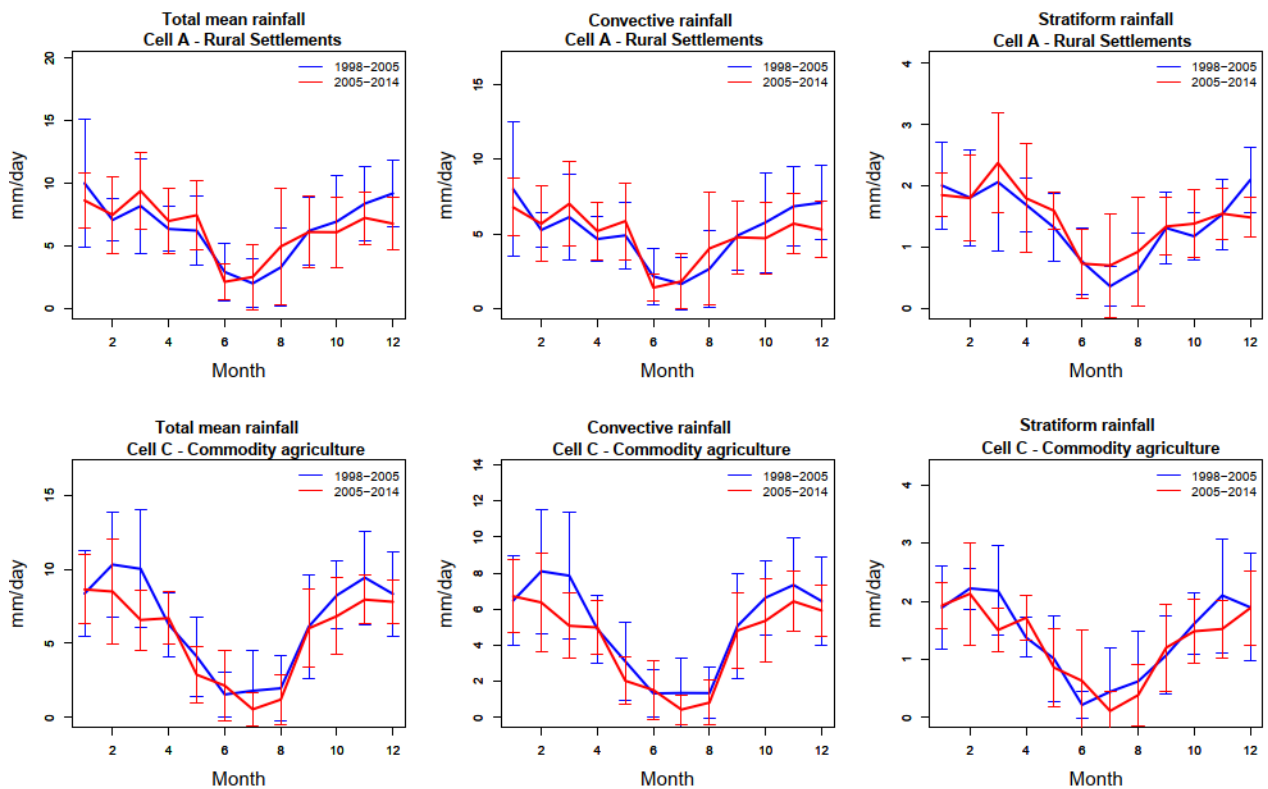 Total mean rainfall
Cell A - Rural Settlements
1998−2005
2005−2014
mm/day
20
15
10
5
0
2 4 6 8 10 12
Month
Convective rainfall
Cell A - Rural Settlements
1998−2005
2005−2014
mm/day
15
10
5
0
2 4 6 8 10 12
Month
Stratiform rainfall
Cell A - Rural Settlements
1998−2005
2005−2014
mm/day
4
3
2
1
0
2 4 6 8 10 12
Month
Total mean rainfall
Cell C - Commodity agriculture
1998−2005
2005−2014
mm/day
15
10
5
0
2 4 6 8 10 12
Month
Convective rainfall
Cell C - Commodity agriculture
1998−2005
2005−2014
mm/day
14
12
10
8
6
4
2
0
2 4 6 8 10 12
Month
Stratiform rainfall
Cell C - Commodity agriculture
1998−2005
2005−2014
mm/day
4
3
2
1
0
2 4 6 8 10 12
Month